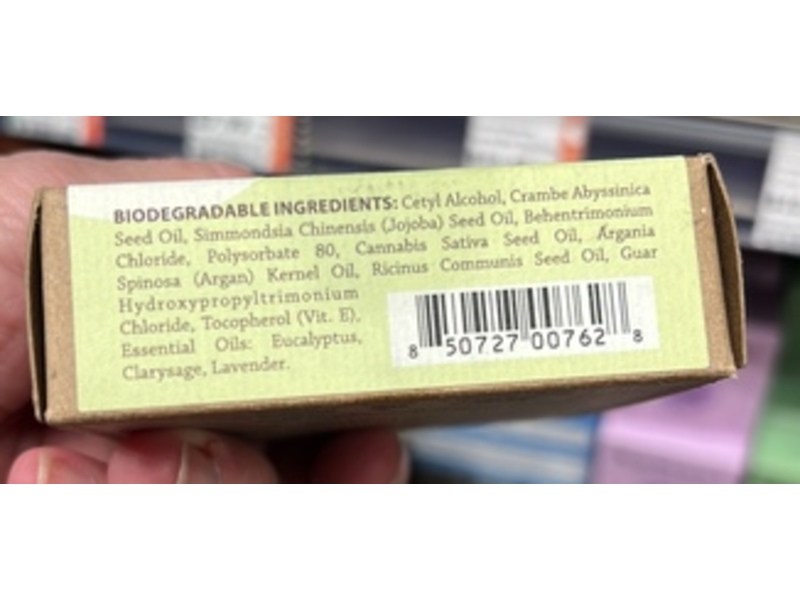 BIODEGRADABLE INGREDIENTS: Cetyl Alcohol, Crambe Abyssinica
Seed Oil, Simmondsia Chinensis (Jojoba) Seed Oil, Behentrimonium
Chloride, Polysorbate 80, Cannabis Sativa Seed Oil, Argania
Spinosa (Argan) Kernel Oil, Ricinus Communis Seed Oil, Guar
Hydroxypropyltrimonium
Chloride, Tocopherol (Vit. E).
Essential Oils: Eucalyptus,
Clarysage, Lavender.
8 50727 00762 8